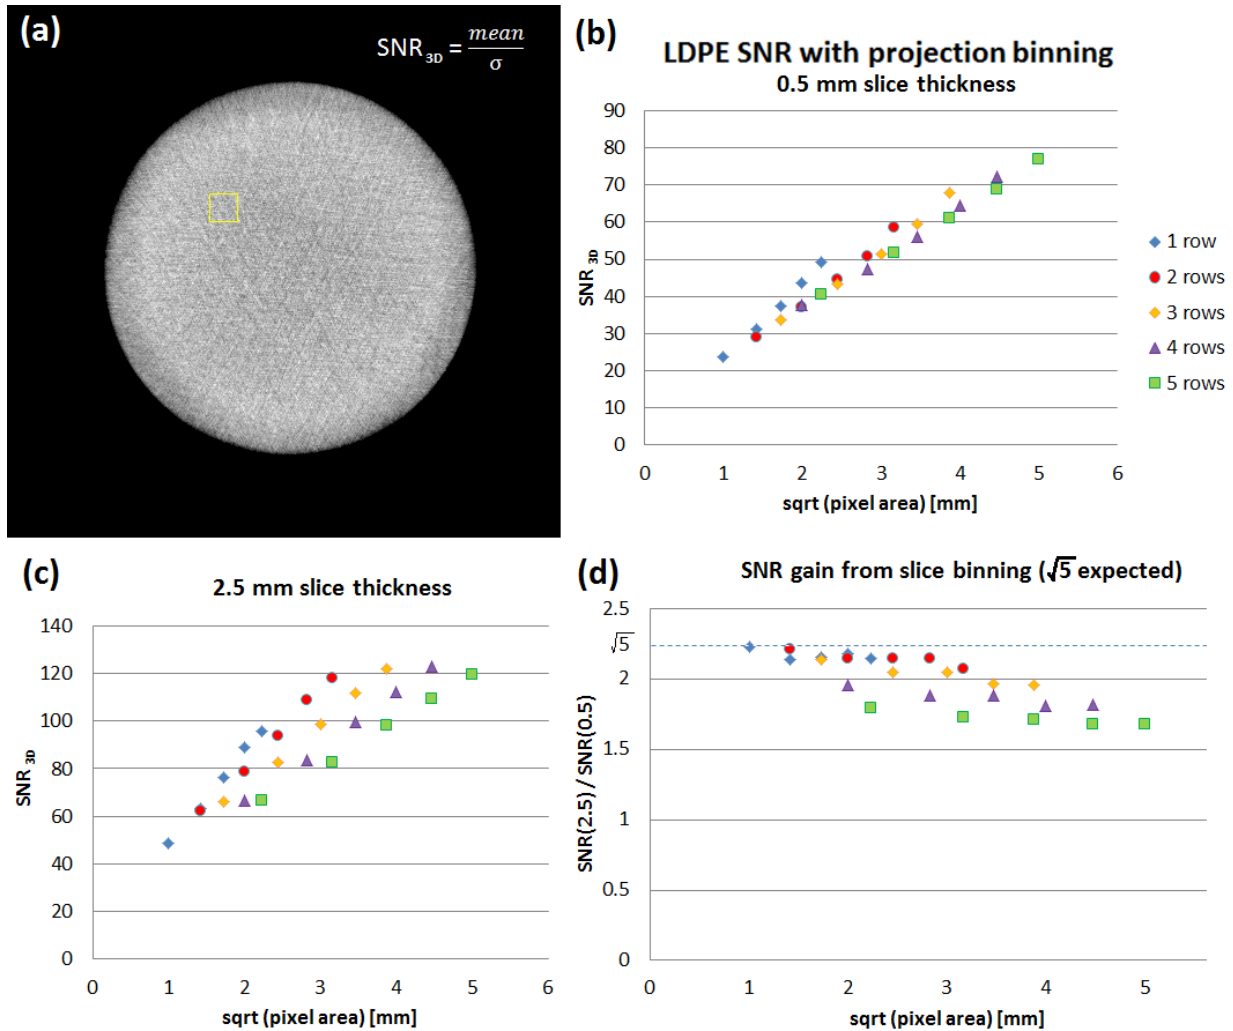 (a)
SNR 3D = mean / σ
(b)
LDPE SNR with projection binning
0.5 mm slice thickness
90
80
70
60
50
40
30
20
10
0
SNR 3D
0 1 2 3 4 5 6
sqrt (pixel area) [mm]
1 row
2 rows
3 rows
4 rows
5 rows
(c)
2.5 mm slice thickness
140
120
100
80
60
40
20
0
SNR 3D
0 1 2 3 4 5 6
sqrt (pixel area) [mm]
(d)
SNR gain from slice binning (√5 expected)
2.5
√5
2
1.5
1
0.5
0
SNR(2.5) / SNR(0.5)
0 1 2 3 4 5
sqrt (pixel area) [mm]